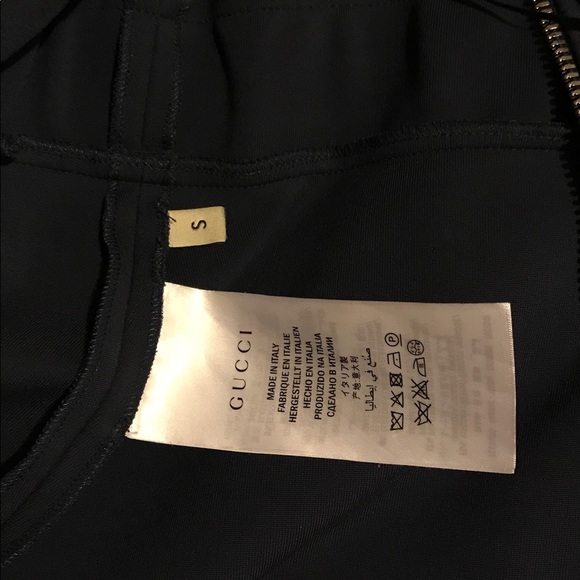 S
GUCCI
MADE IN ITALY
FABRIQUE EN ITALIE
HERGESTELLT IN ITALIEN
HECHO EN ITALIA
PRODUZIDO NA ITALIA
СДЕЛАНО В ИТАЛИИ
イタリア製
产地:意大利
صنع في إيطاليا
P